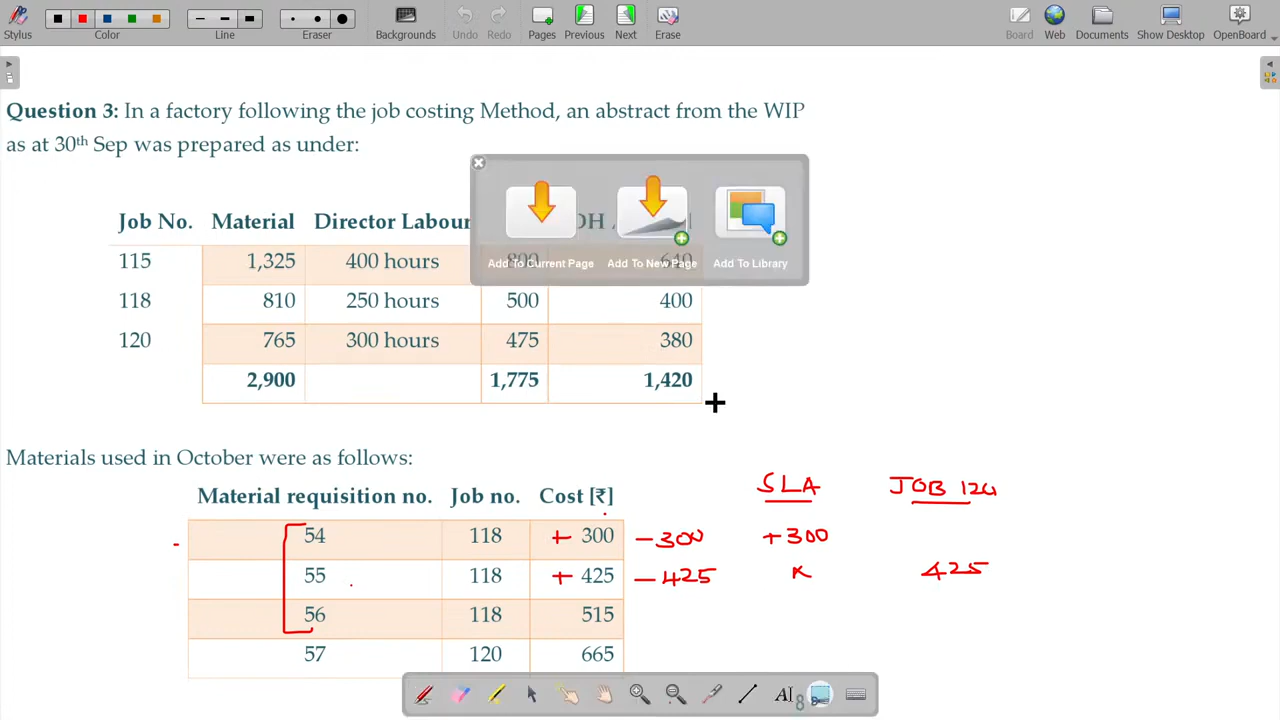 Stylus Color Line Eraser Backgrounds Undo Redo Pages Previous Next Erase Board Web Documents Show Desktop OpenBoard
Question 3: In a factory following the job costing Method, an abstract from the WIP
as at 30th Sep was prepared as under:
Job No. Material Director Labour OH
Add To Current Page Add To New Page Add To Library
115 1,325 400 hours 800 640
118 810 250 hours 500 400
120 765 300 hours 475 380
2,900 1,775 1,420
Materials used in October were as follows:
SLA JOB 124
Material requisition no. Job no. Cost [₹]
54 118 + 300 - 300 + 300
55 118 + 425 - 425 x 425
56 118 515
57 120 665